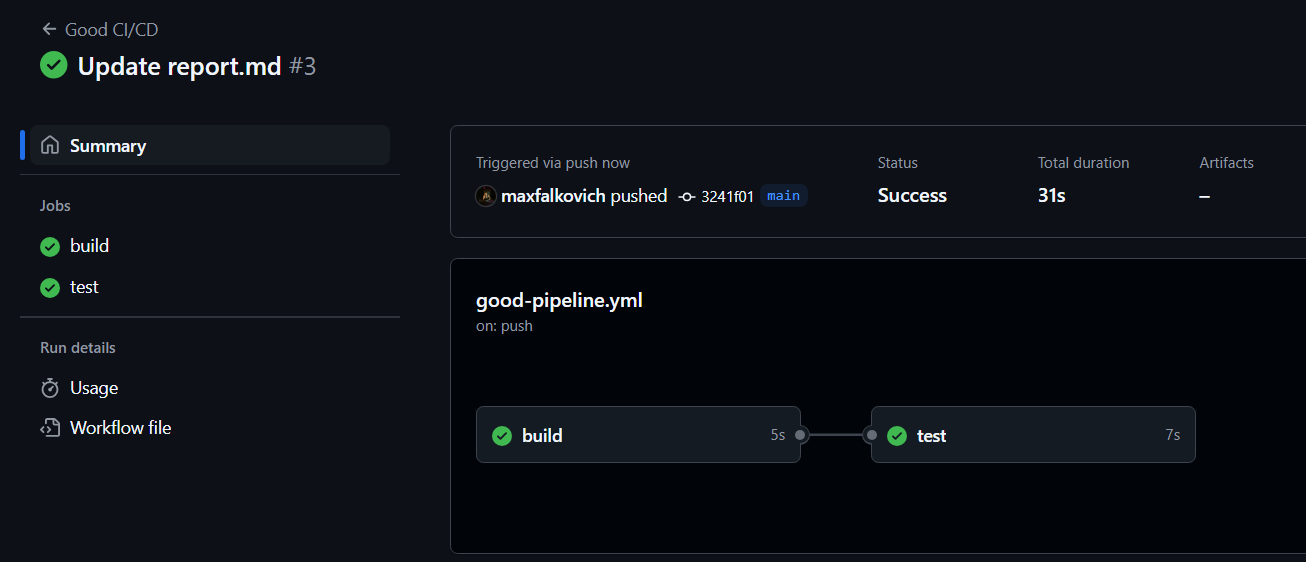 Good CI/CD
Update report.md #3
Summary
Jobs
build
test
Run details
Usage
Workflow file
Triggered via push now
maxfalkovich pushed 3241f01 main
Status
Success
Total duration
31s
Artifacts
–
good-pipeline.yml
on: push
build 5s
test 7s